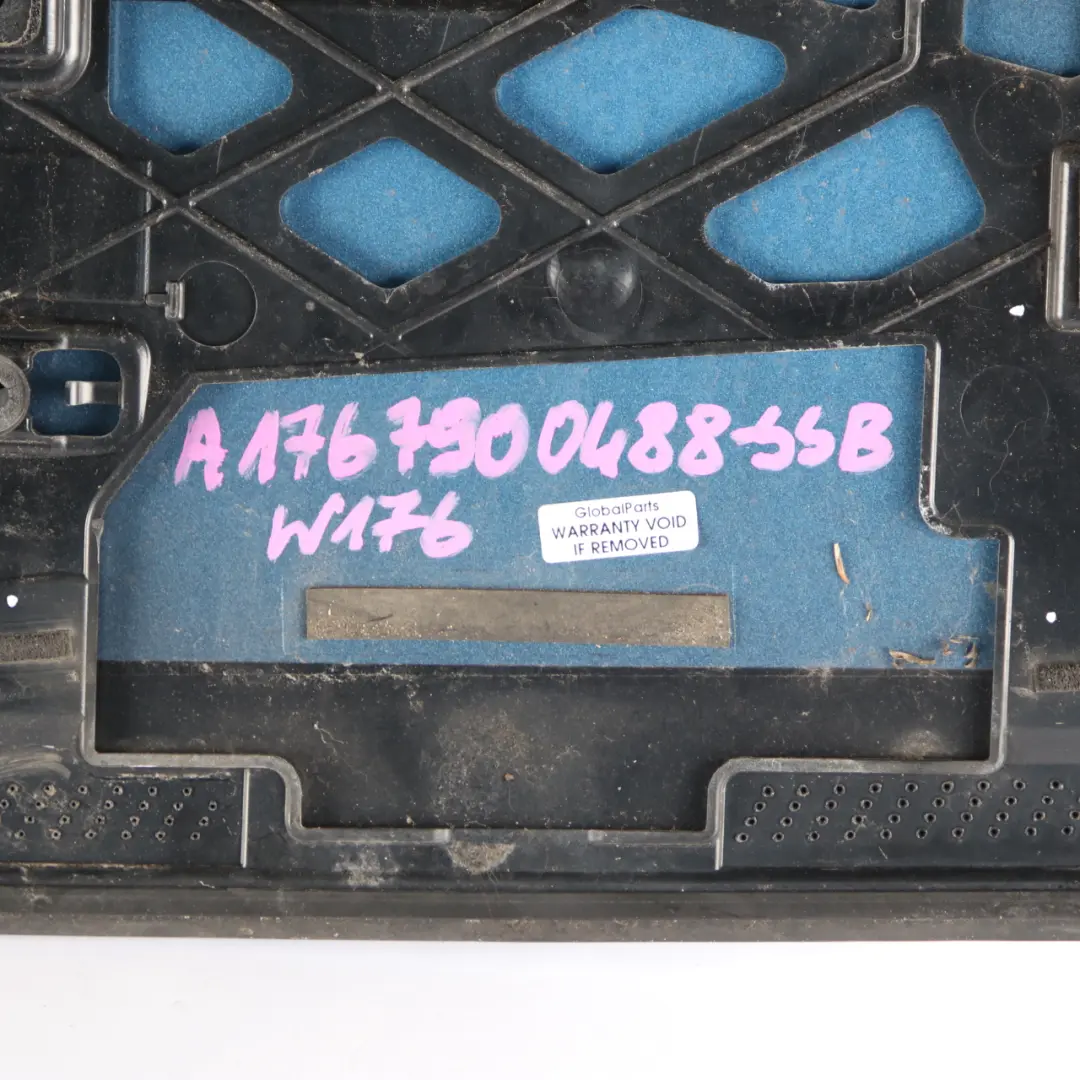 A 176 790 0488-SSB
W176
GlobalParts
WARRANTY VOID
IF REMOVED